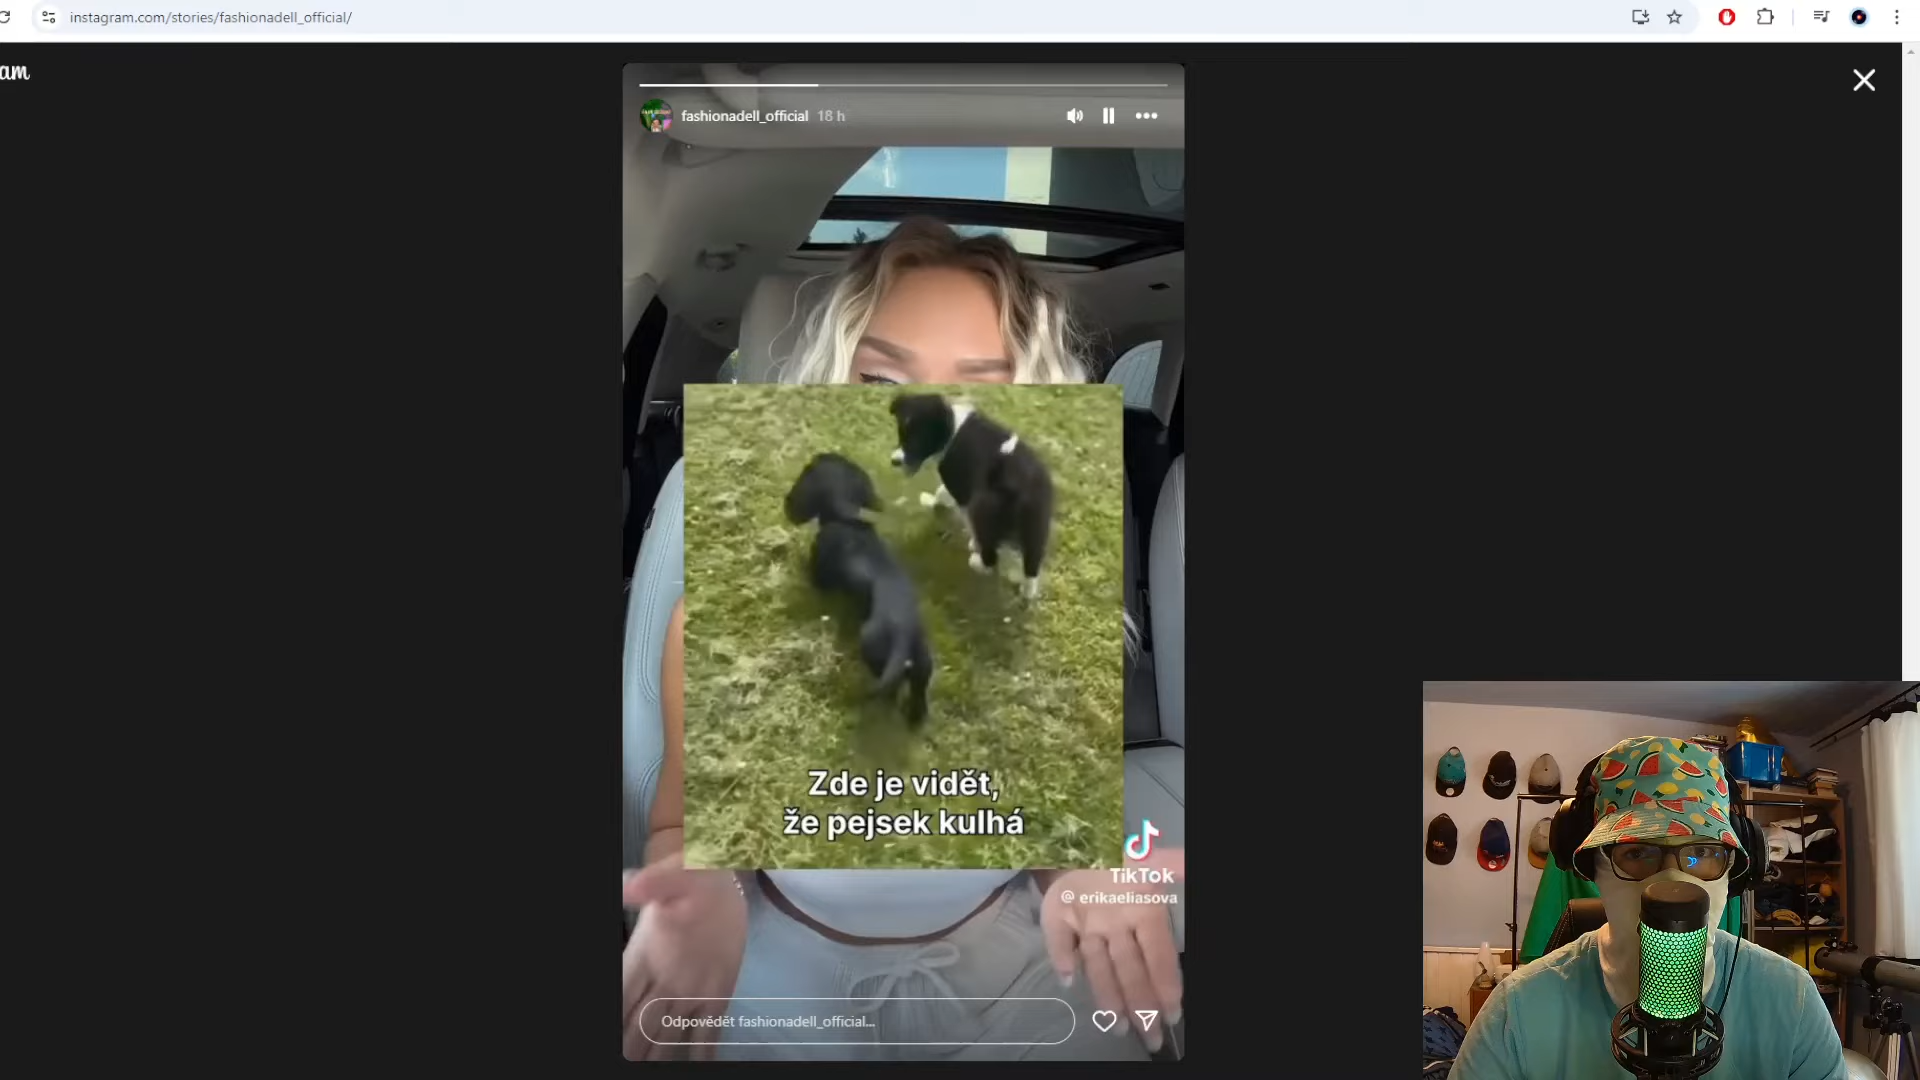 instagram.com/stories/fashionadell_official/
am
fashionadell_official 18 h
Zde je vidět,
že pejsek kulhá
TikTok
@ erikaeliasova
Odpovědět fashionadell_official...